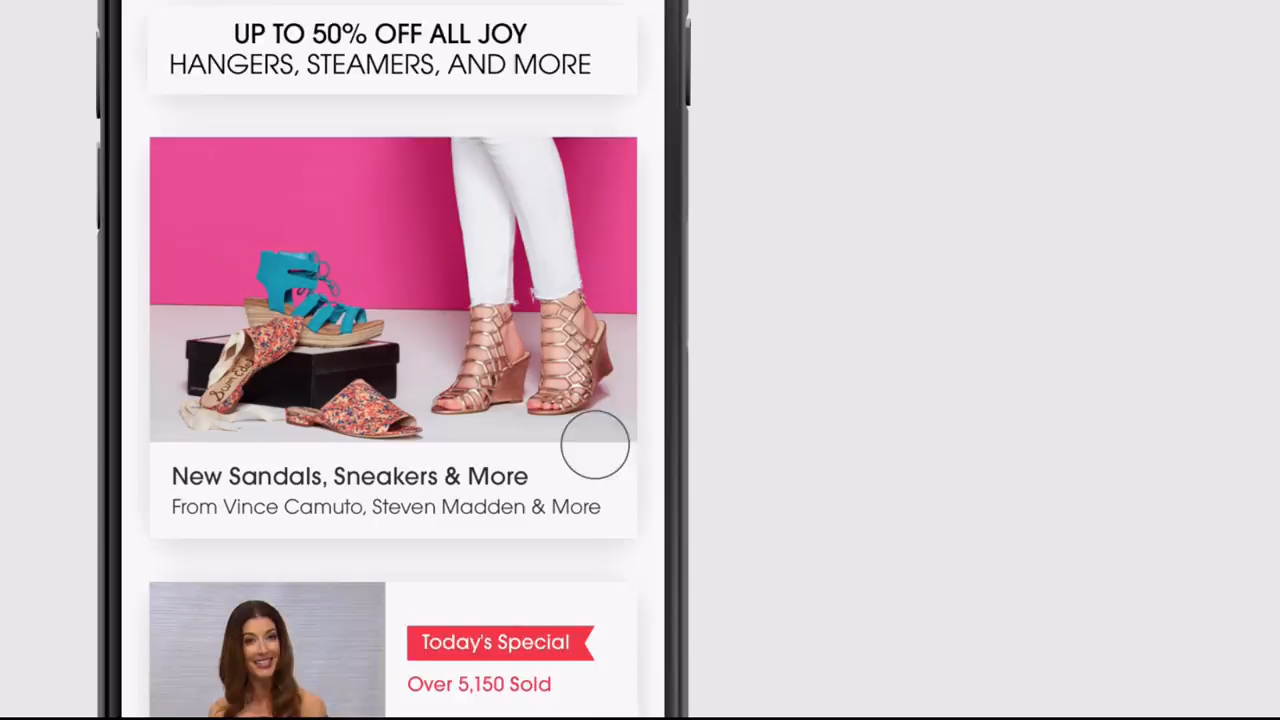 UP TO 50% OFF ALL JOY
HANGERS, STEAMERS, AND MORE
New Sandals, Sneakers & More
From Vince Camuto, Steven Madden & More
Today's Special
Over 5,150 Sold